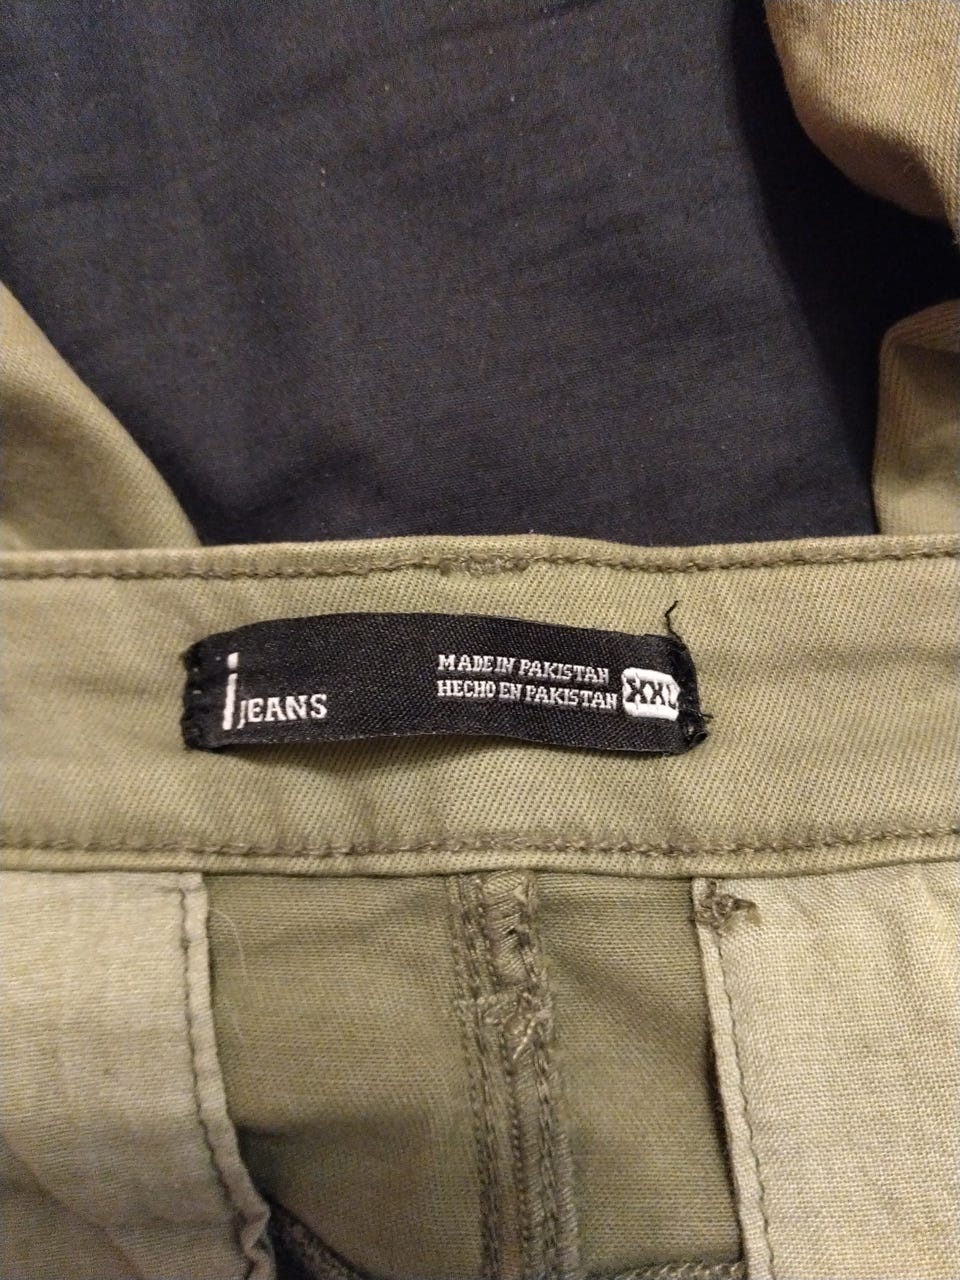 i JEANS
MADE IN PAKISTAN
HECHO EN PAKISTAN
XXL